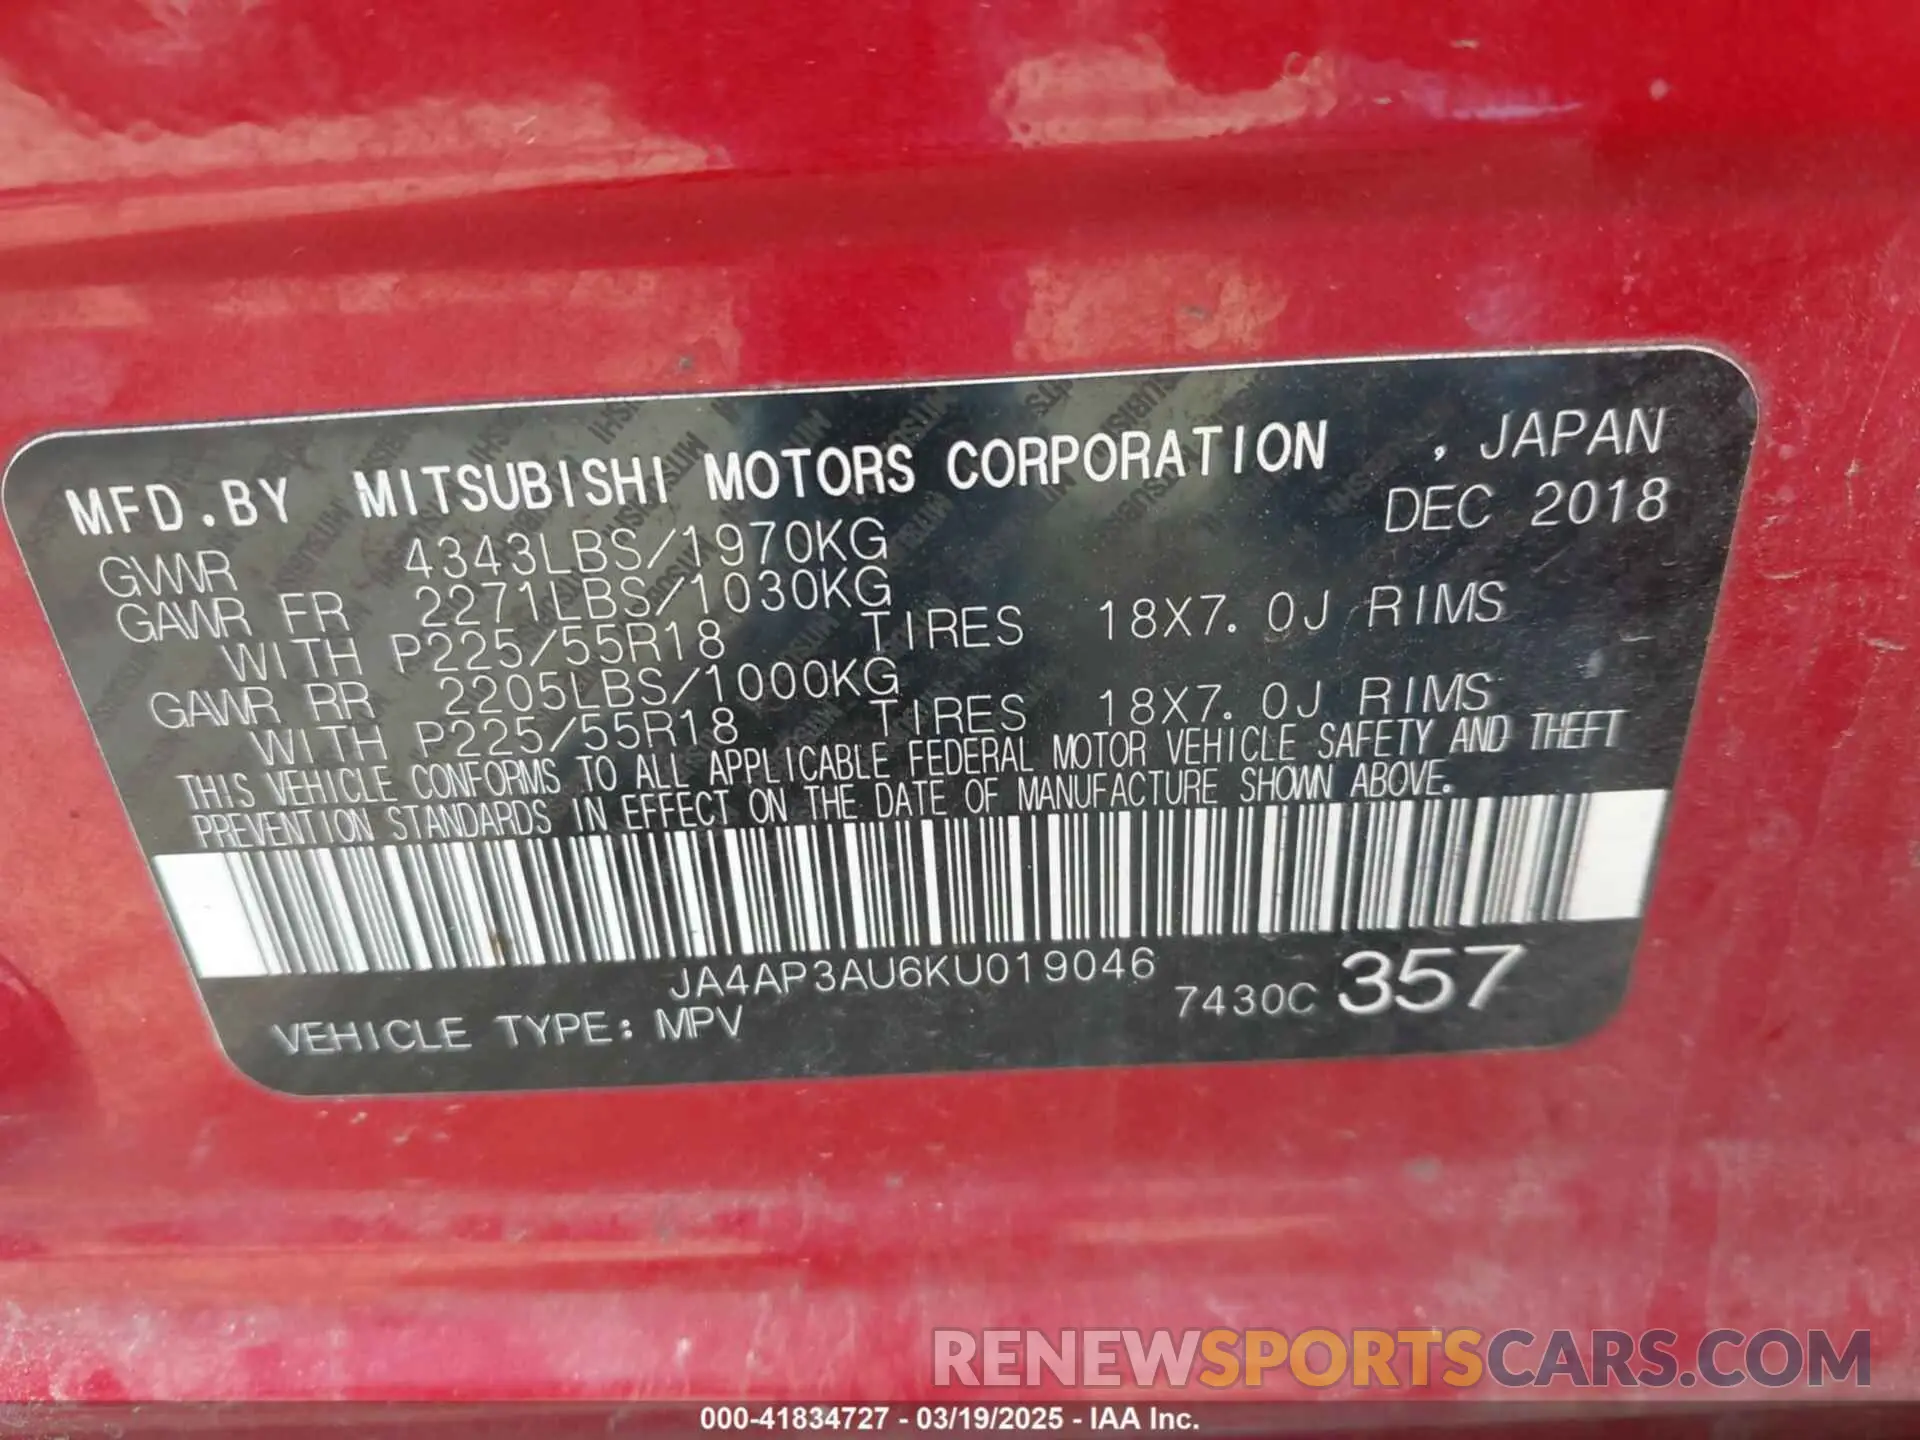 MFD.BY MITSUBISHI MOTORS CORPORATION , JAPAN
DEC 2018
GVWR 4343LBS/1970KG
GAWR FR 2271LBS/1030KG
WITH P225/55R18 TIRES 18X7.0J RIMS
GAWR RR 2205LBS/1000KG
WITH P225/55R18 TIRES 18X7.0J RIMS
THIS VEHICLE CONFORMS TO ALL APPLICABLE FEDERAL MOTOR VEHICLE SAFETY AND THEFT
PREVENTION STANDARDS IN EFFECT ON THE DATE OF MANUFACTURE SHOWN ABOVE.
JA4AP3AU6KU019046
VEHICLE TYPE: MPV 7430C 357
RENEWSPORTSCARS.COM
000-41834727 - 03/19/2025 - IAA Inc.